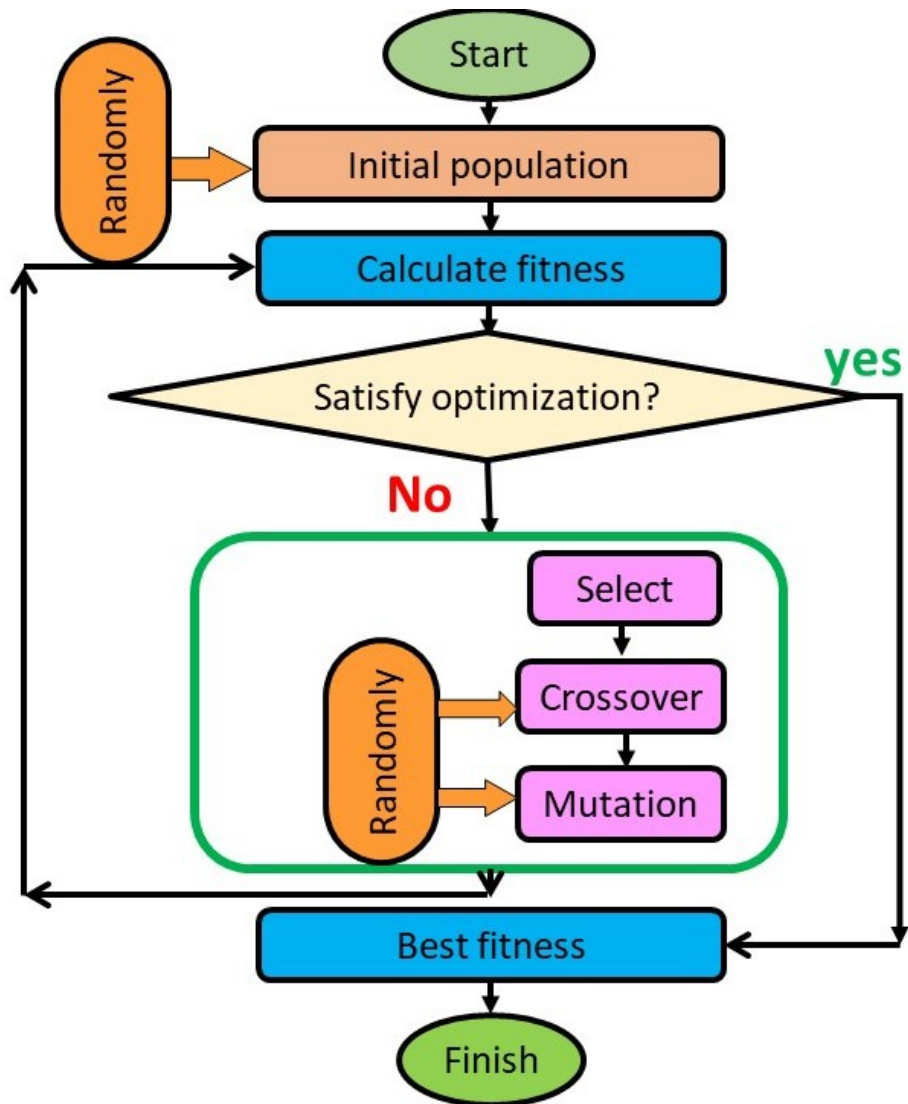 Start
Randomly
Initial population
Calculate fitness
Satisfy optimization?
yes
No
Select
Randomly
Crossover
Mutation
Best fitness
Finish